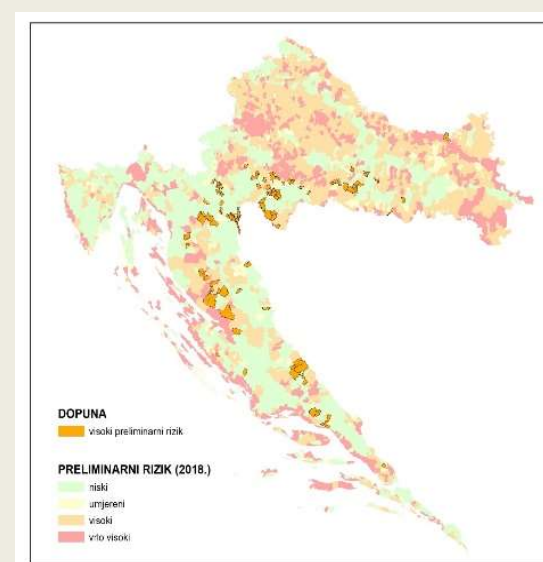 DOPUNA
visoki preliminarni rizik
PRELIMINARNI RIZIK (2018.)
niski
umjereni
visoki
vrlo visoki